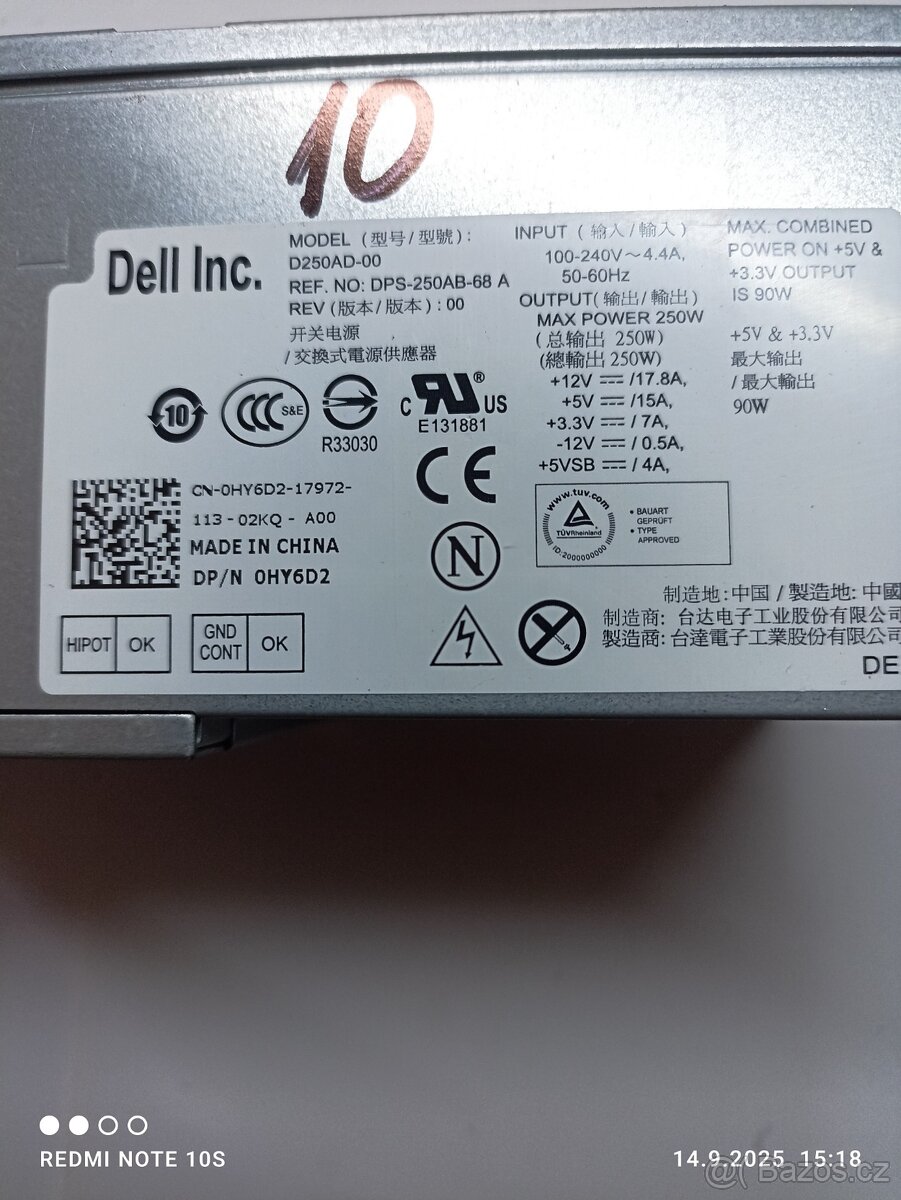 10
Dell Inc.
MODEL (型号/型號):
D250AD-00
REF. NO: DPS-250AB-68 A
REV (版本/版本): 00
开关电源
/交換式電源供應器
INPUT (输入/輸入)
100-240V～4.4A,
50-60Hz
OUTPUT(输出/輸出)
MAX POWER 250W
(总输出 250W)
(總輸出 250W)
+12V ⎓ /17.8A,
+5V ⎓ /15A,
+3.3V ⎓ / 7A,
-12V ⎓ / 0.5A,
+5VSB ⎓ / 4A,
MAX. COMBINED
POWER ON +5V &
+3.3V OUTPUT
IS 90W
+5V & +3.3V
最大输出
/ 最大輸出
90W
10
CCC S&E
R33030
c RU ® US
E131881
CE
CN-0HY6D2-17972-
113-02KQ - A00
MADE IN CHINA
DP/N 0HY6D2
N
www.tuv.com
TÜVRheinland
ID:2000000000
• BAUART
GEPRÜFT
• TYPE
APPROVED
HIPOT OK
GND
CONT OK
制造地:中国 / 製造地: 中國
制造商: 台达电子工业股份有限公司
製造商: 台達電子工業股份有限公司
DE
REDMI NOTE 10S
14.9.2025 15:18
@ Bazos.cz